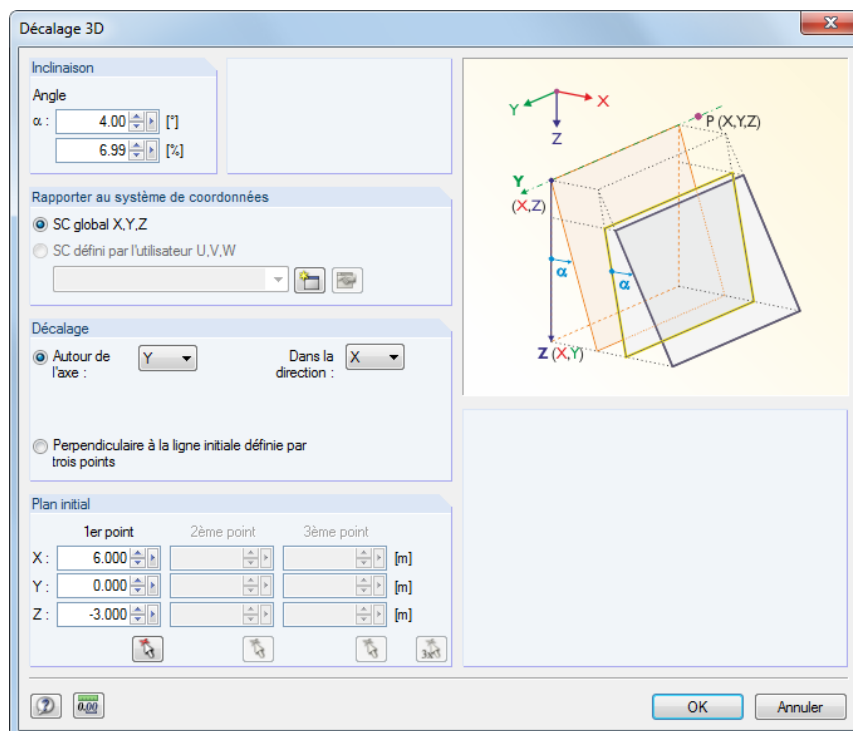 Décalage 3D
Inclinaison
Angle
α : 4.00 [°]
6.99 [%]
Rapporter au système de coordonnées
SC global X,Y,Z
SC défini par l'utilisateur U,V,W
Décalage
Autour de l'axe : Y Dans la direction : X
Perpendiculaire à la ligne initiale définie par
trois points
Plan initial
1er point 2ème point 3ème point
X : 6.000 [m]
Y : 0.000 [m]
Z : -3.000 [m]
3x
0.00
OK Annuler
Y X
Z
P (X,Y,Z)
Y
(X,Z)
α
α
Z (X,Y)